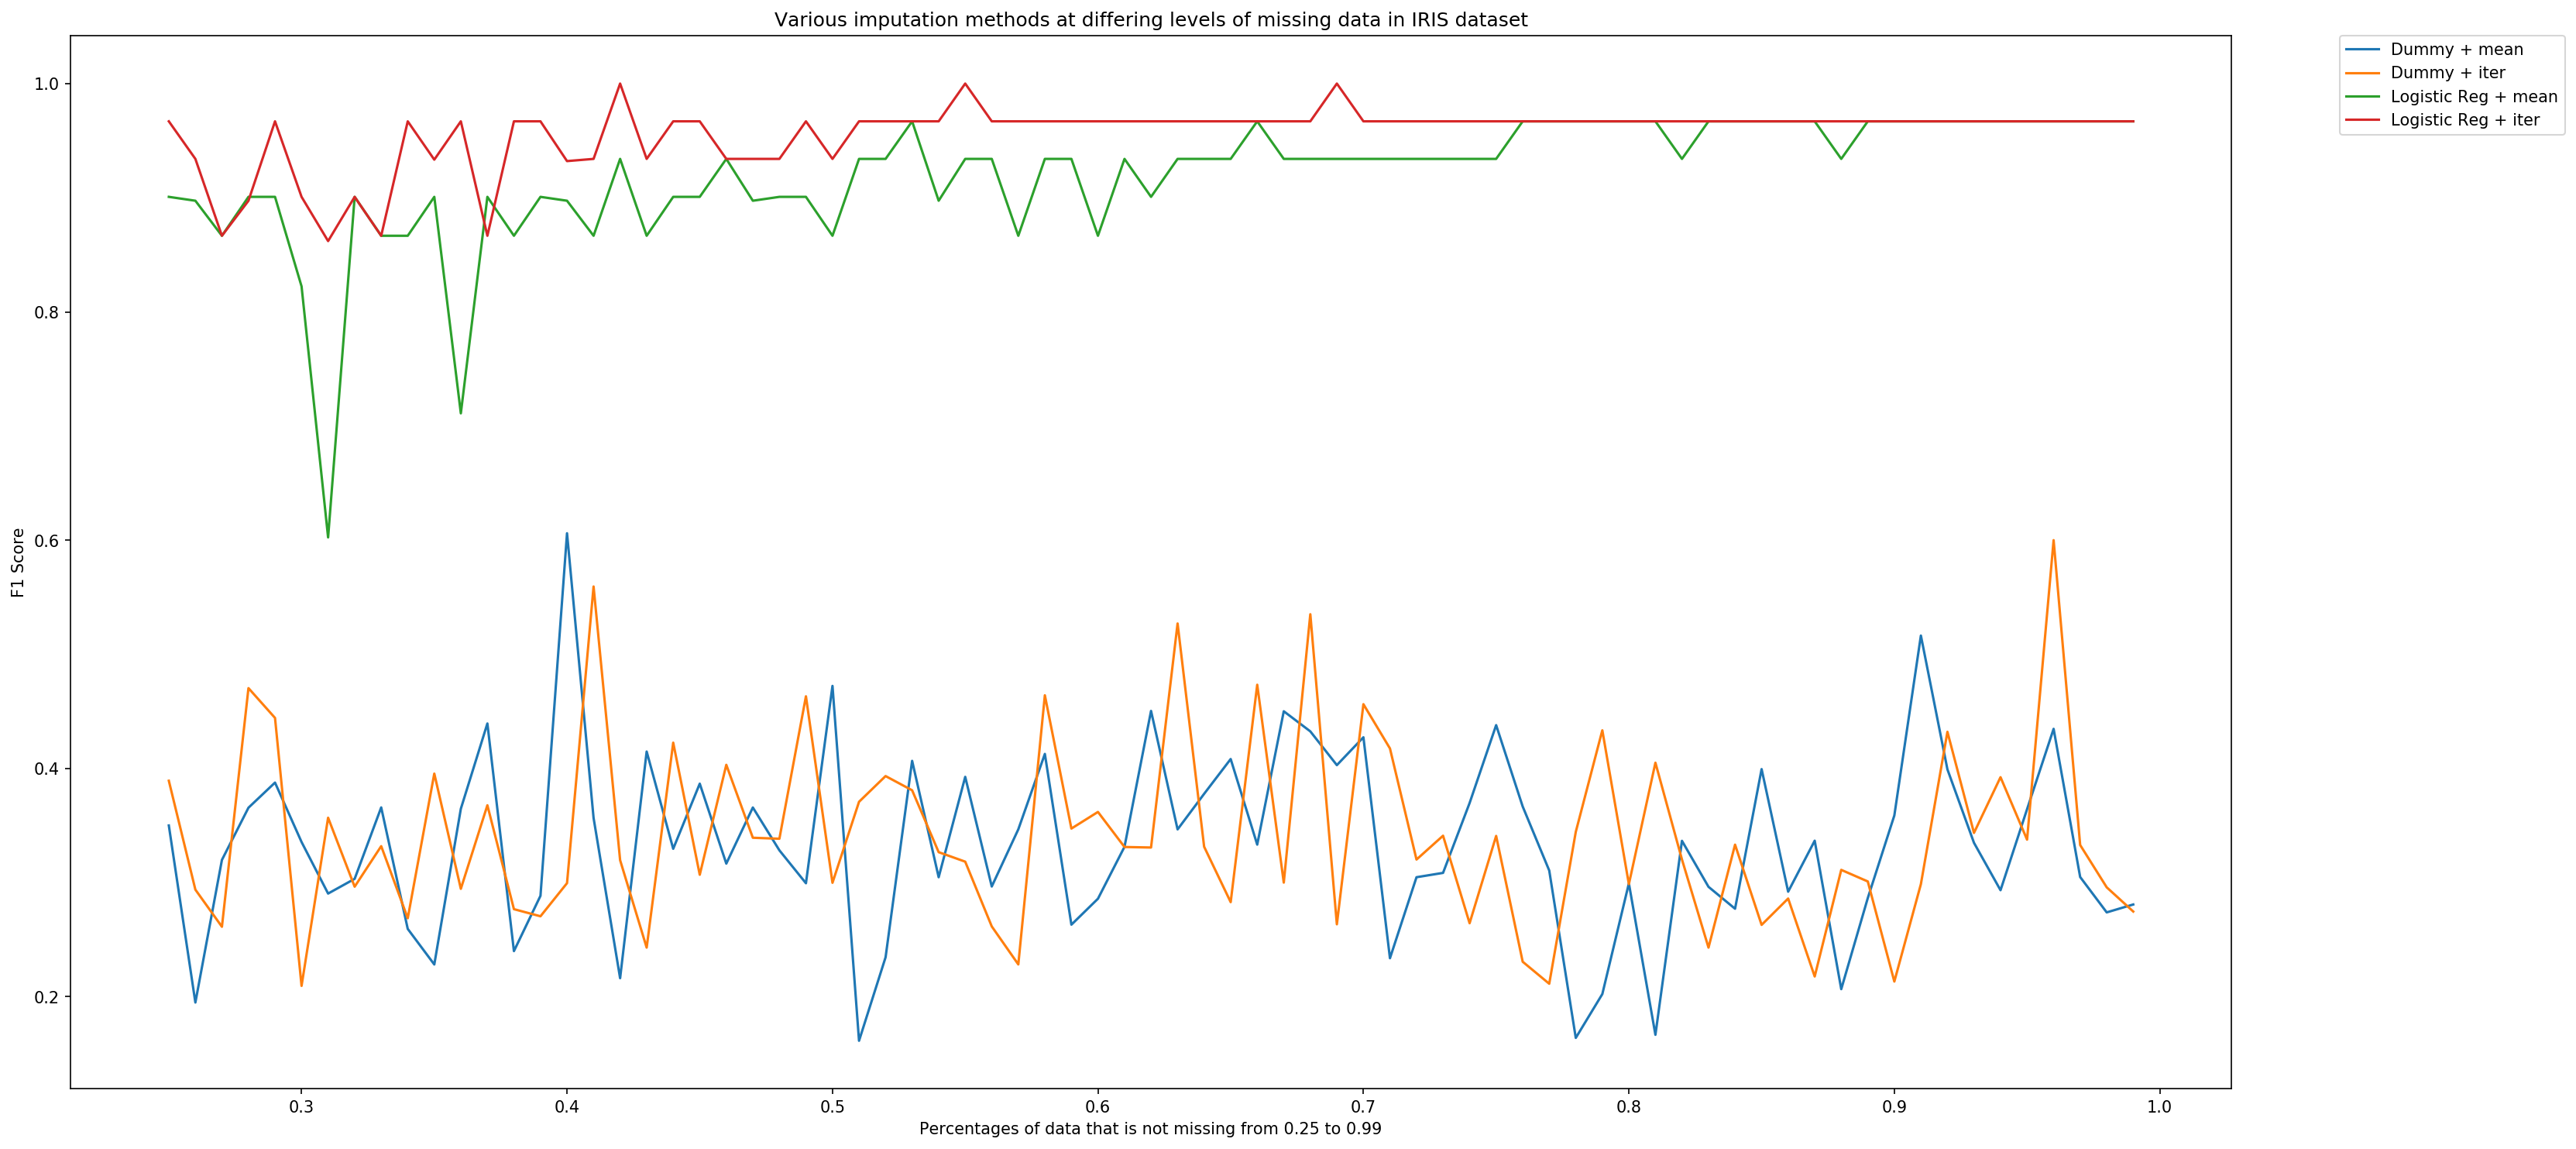 Various imputation methods at differing levels of missing data in IRIS dataset
Dummy + mean
Dummy + iter
Logistic Reg + mean
Logistic Reg + iter
F1 Score
1.0
0.8
0.6
0.4
0.2
0.3 0.4 0.5 0.6 0.7 0.8 0.9 1.0
Percentages of data that is not missing from 0.25 to 0.99